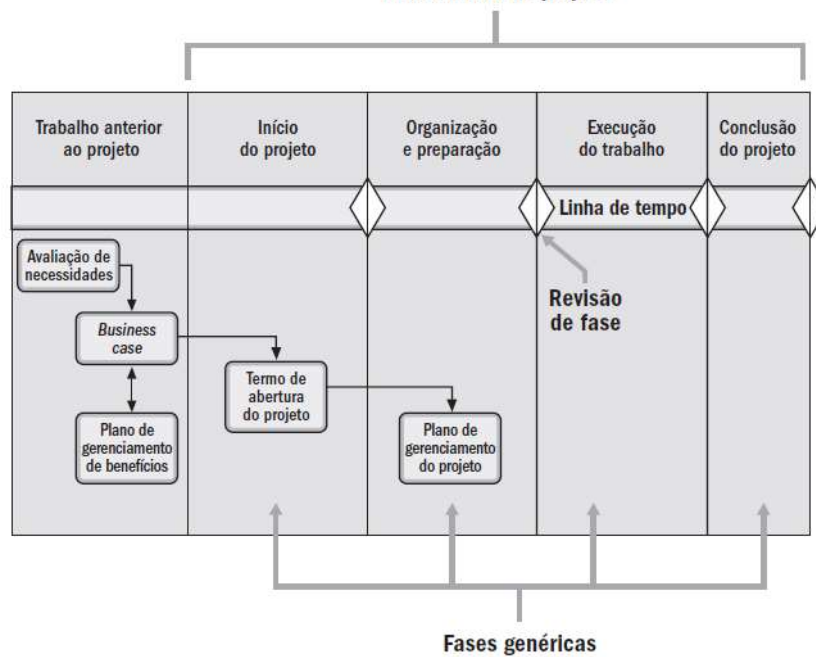 Trabalho anterior
ao projeto
Início
do projeto
Organização
e preparação
Execução
do trabalho
Conclusão
do projeto
Linha de tempo
Avaliação de
necessidades
Revisão
de fase
Business
case
Termo de
abertura
do projeto
Plano de
gerenciamento
de benefícios
Plano de
gerenciamento
do projeto
Fases genéricas